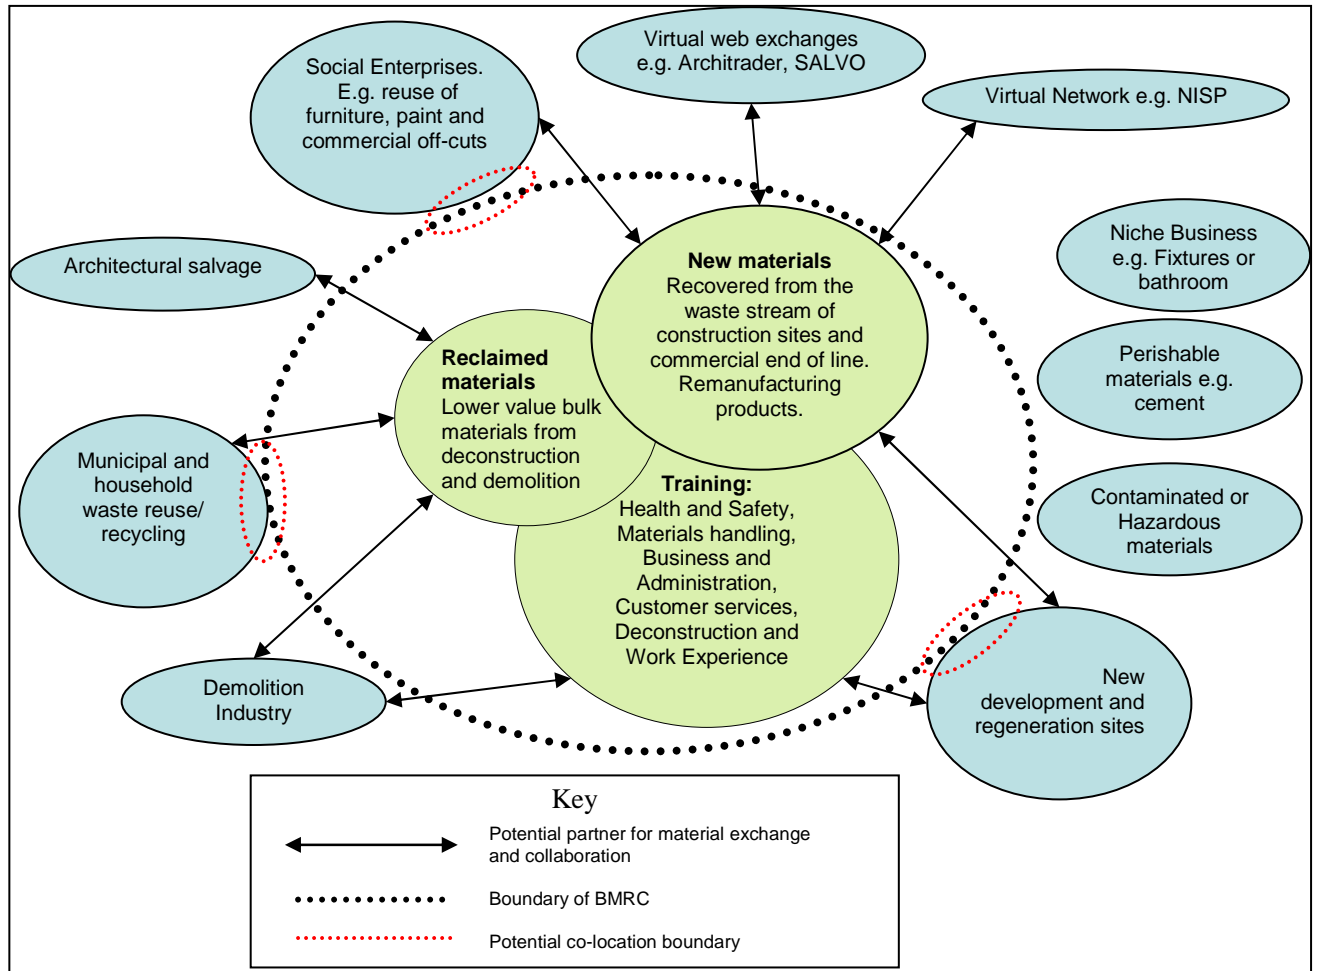 Virtual web exchanges
e.g. Architrader, SALVO
Social Enterprises.
E.g. reuse of
furniture, paint and
commercial off-cuts
Virtual Network e.g. NISP
Niche Business
e.g. Fixtures or
bathroom
Architectural salvage
New materials
Recovered from the
waste stream of
construction sites and
commercial end of line.
Remanufacturing
products.
Reclaimed
materials
Lower value bulk
materials from
deconstruction
and demolition
Perishable
materials e.g.
cement
Municipal and
household
waste reuse/
recycling
Training:
Health and Safety,
Materials handling,
Business and
Administration,
Customer services,
Deconstruction and
Work Experience
Contaminated or
Hazardous
materials
Demolition
Industry
New
development and
regeneration sites
Key
Potential partner for material exchange
and collaboration
Boundary of BMRC
Potential co-location boundary